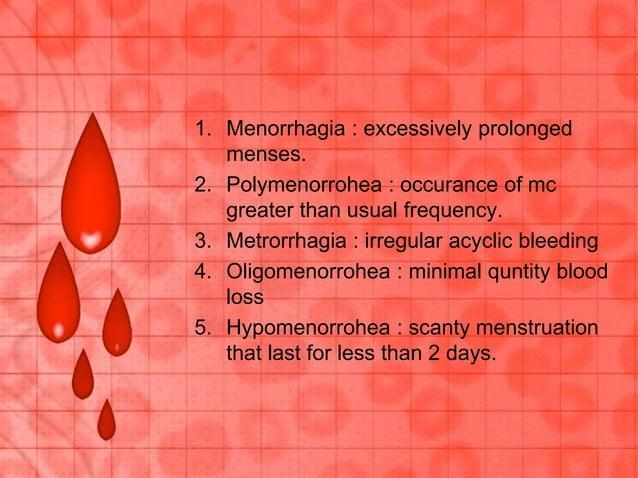 1. Menorrhagia : excessively prolonged
menses.
2. Polymenorrohea : occurance of mc
greater than usual frequency.
3. Metrorrhagia : irregular acyclic bleeding
4. Oligomenorrohea : minimal quntity blood
loss
5. Hypomenorrohea : scanty menstruation
that last for less than 2 days.